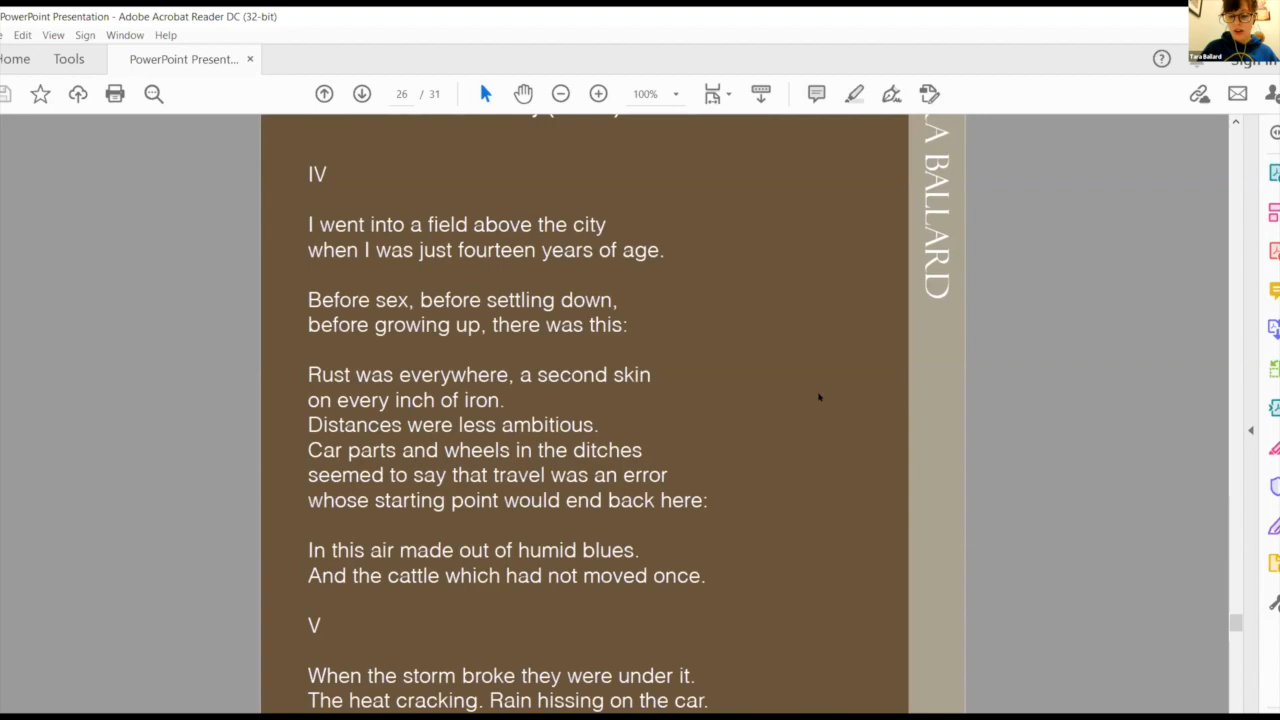 PowerPoint Presentation - Adobe Acrobat Reader DC (32-bit)
Edit View Sign Window Help
Home Tools PowerPoint Present... ×
26 / 31 100%
Tara Ballard
BALLARD
IV
I went into a field above the city
when I was just fourteen years of age.
Before sex, before settling down,
before growing up, there was this:
Rust was everywhere, a second skin
on every inch of iron.
Distances were less ambitious.
Car parts and wheels in the ditches
seemed to say that travel was an error
whose starting point would end back here:
In this air made out of humid blues.
And the cattle which had not moved once.
V
When the storm broke they were under it.
The heat cracking. Rain hissing on the car.